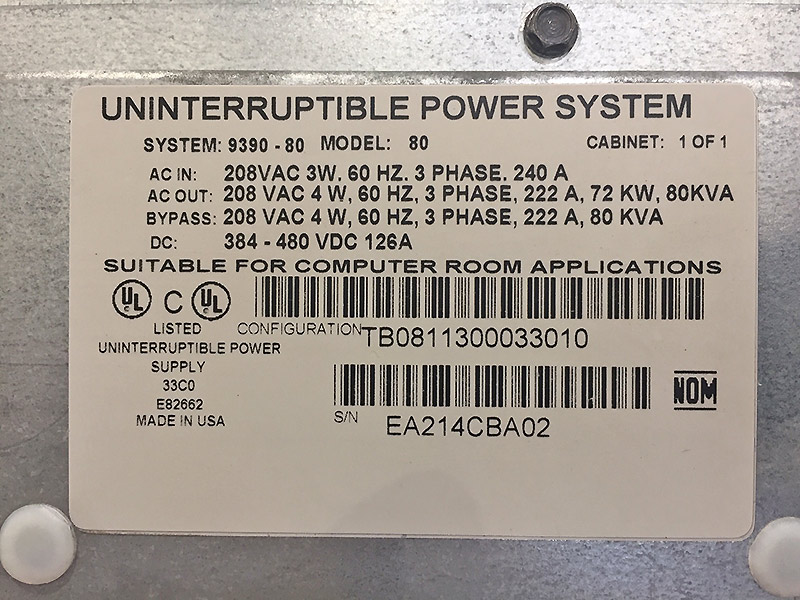 UNINTERRUPTIBLE POWER SYSTEM
SYSTEM: 9390 - 80 MODEL: 80 CABINET: 1 OF 1
AC IN: 208VAC 3W. 60 HZ. 3 PHASE. 240 A
AC OUT: 208 VAC 4 W, 60 HZ, 3 PHASE, 222 A, 72 KW, 80KVA
BYPASS: 208 VAC 4 W, 60 HZ, 3 PHASE, 222 A, 80 KVA
DC: 384 - 480 VDC 126A
SUITABLE FOR COMPUTER ROOM APPLICATIONS
UL C UL
LISTED
UNINTERRUPTIBLE POWER
SUPPLY
33C0
E82662
MADE IN USA
CONFIGURATION TB0811300033010
S/N EA214CBA02
NOM